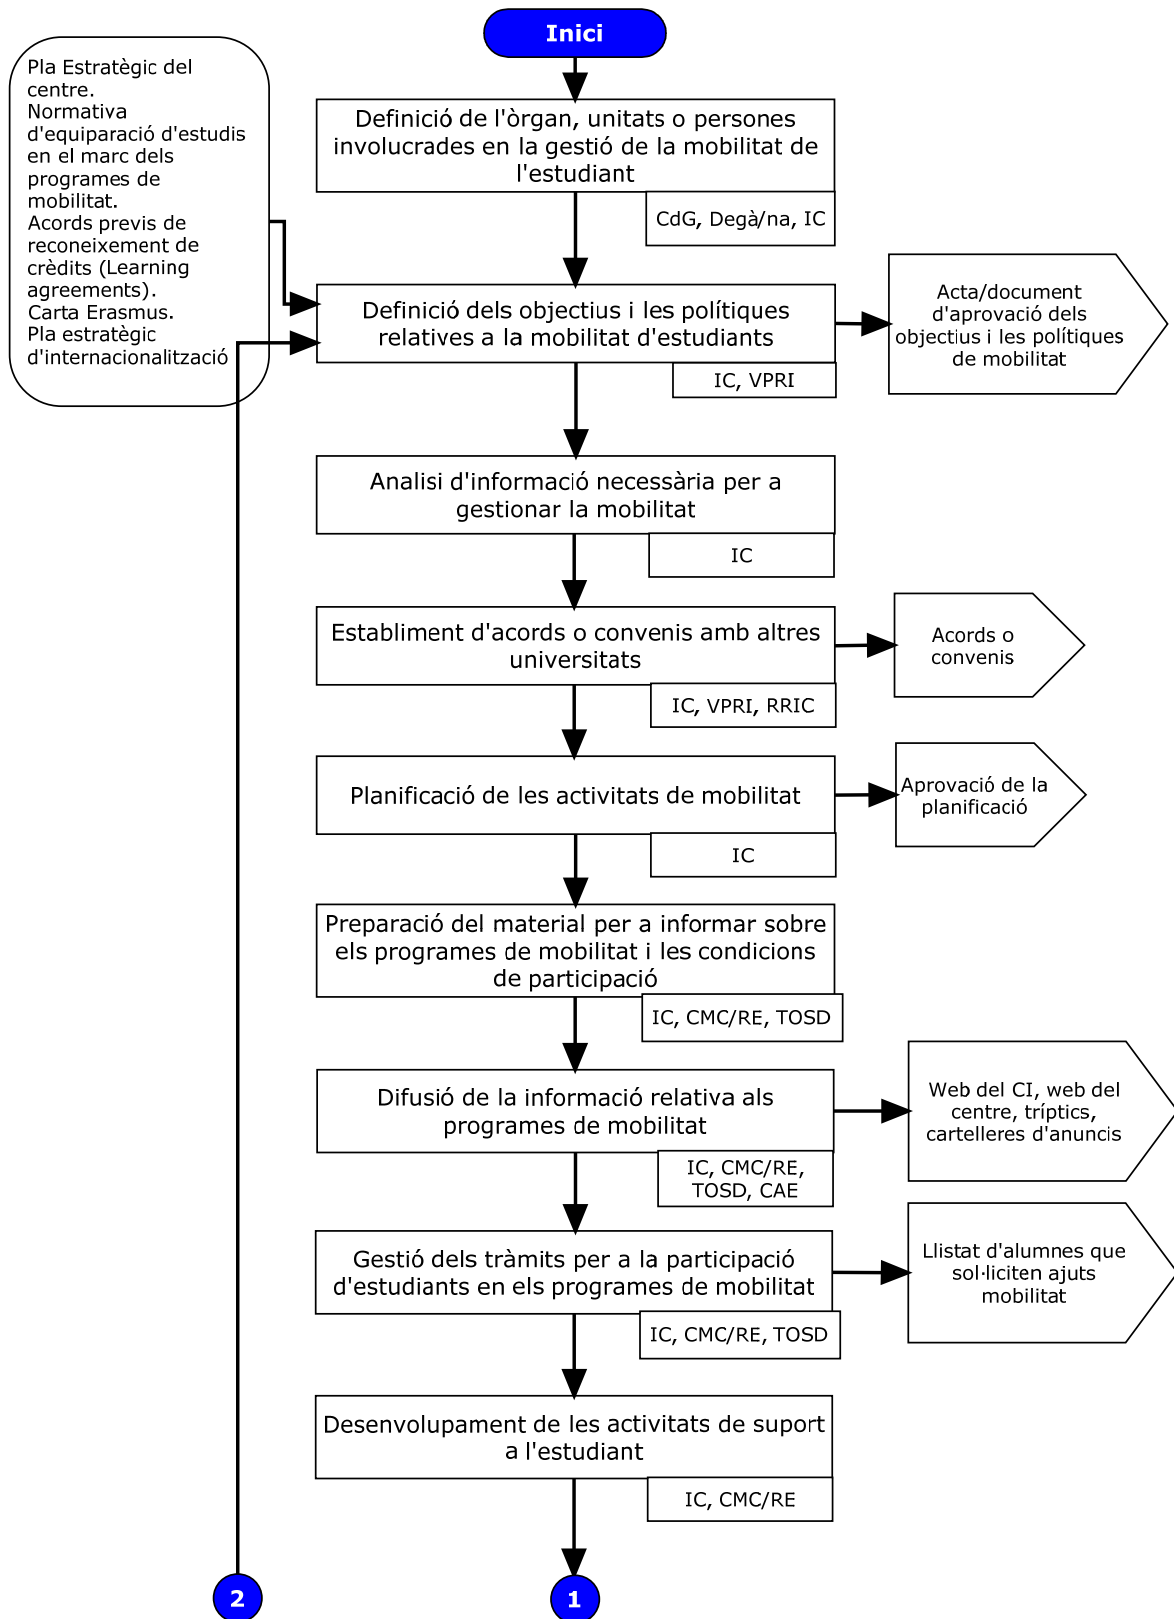 Inici
Pla Estratègic del
centre.
Normativa
d'equiparació d'estudis
en el marc dels
programes de
mobilitat.
Acords previs de
reconeixement de
crèdits (Learning
agreements).
Carta Erasmus.
Pla estratègic
d'internacionalització
Definició de l'òrgan, unitats o persones
involucrades en la gestió de la mobilitat de
l'estudiant
CdG, Degà/na, IC
Definició dels objectius i les polítiques
relatives a la mobilitat d'estudiants
IC, VPRI
Acta/document
d'aprovació dels
objectius i les polítiques
de mobilitat
Analisi d'informació necessària per a
gestionar la mobilitat
IC
Establiment d'acords o convenis amb altres
universitats
IC, VPRI, RRIC
Acords o
convenis
Planificació de les activitats de mobilitat
IC
Aprovació de la
planificació
Preparació del material per a informar sobre
els programes de mobilitat i les condicions
de participació
IC, CMC/RE, TOSD
Difusió de la informació relativa als
programes de mobilitat
IC, CMC/RE,
TOSD, CAE
Web del CI, web del
centre, tríptics,
cartelleres d'anuncis
Gestió dels tràmits per a la participació
d'estudiants en els programes de mobilitat
IC, CMC/RE, TOSD
Llistat d'alumnes que
sol·liciten ajuts
mobilitat
Desenvolupament de les activitats de suport
a l'estudiant
IC, CMC/RE
2
1